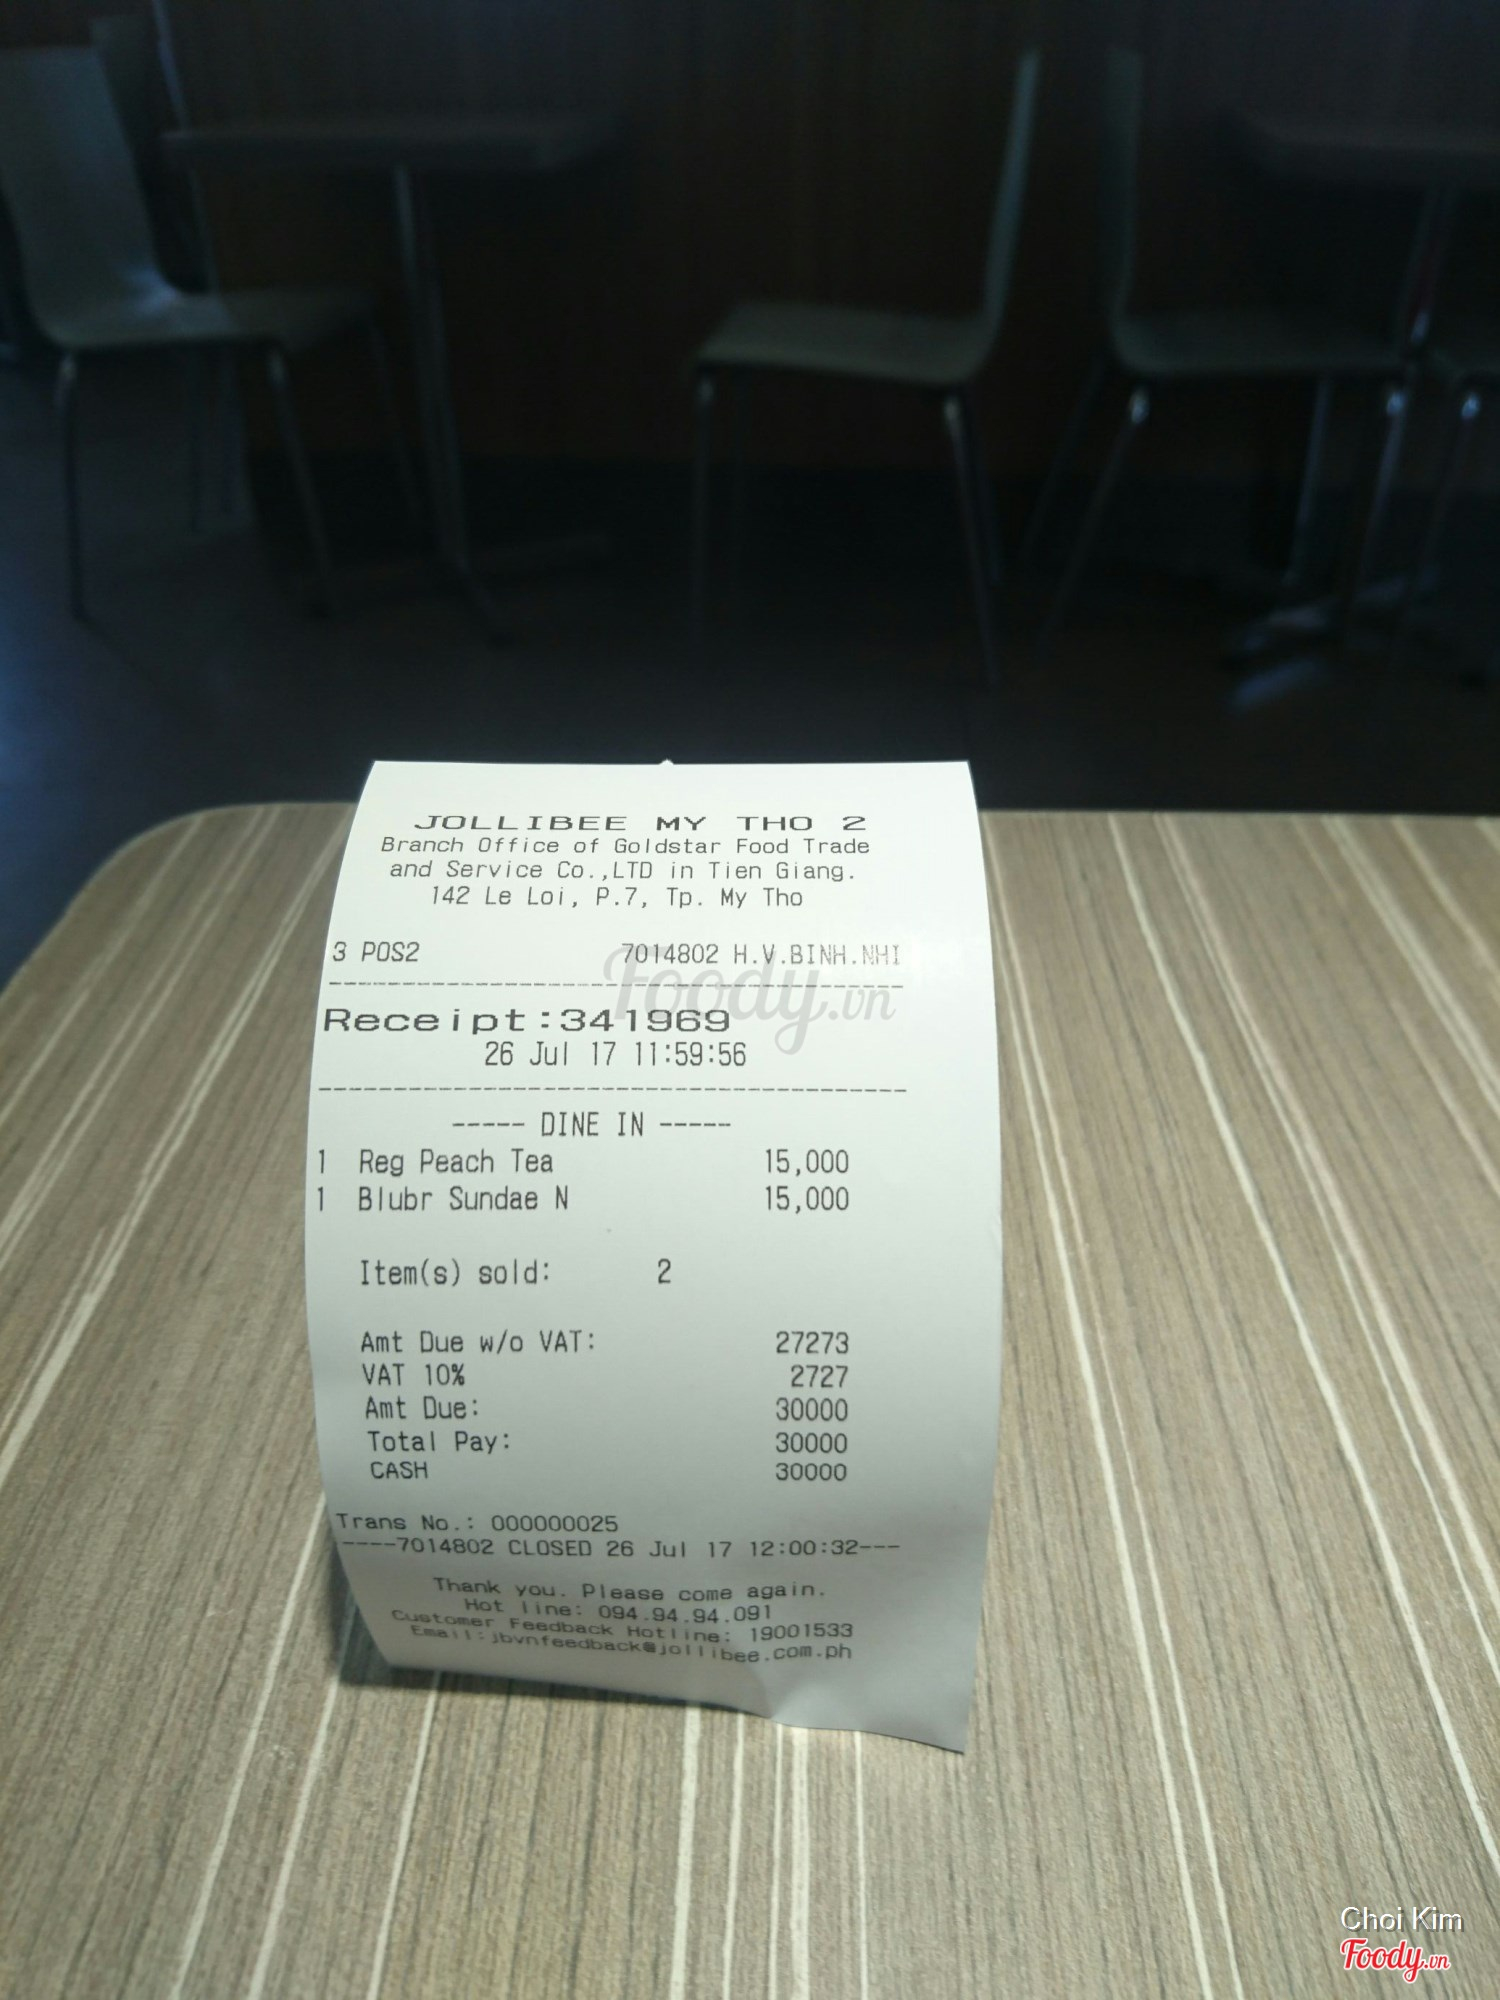 JOLLIBEE MY THO 2
Branch Office of Goldstar Food Trade
and Service Co.,LTD in Tien Giang.
142 Le Loi, P.7, Tp. My Tho
3 POS2 7014802 H.V.BINH.NHI
Foody.vn
Receipt:341969
26 Jul 17 11:59:56
----- DINE IN -----
1 Reg Peach Tea 15,000
1 Blubr Sundae N 15,000
Item(s) sold: 2
Amt Due w/o VAT: 27273
VAT 10% 2727
Amt Due: 30000
Total Pay: 30000
CASH 30000
Trans No.: 000000025
----7014802 CLOSED 26 Jul 17 12:00:32---
Thank you. Please come again.
Hot line: 094.94.94.091
Customer Feedback Hotline: 19001533
Email:jbvnfeedback@jollibee.com.ph
Choi Kim
Foody.vn